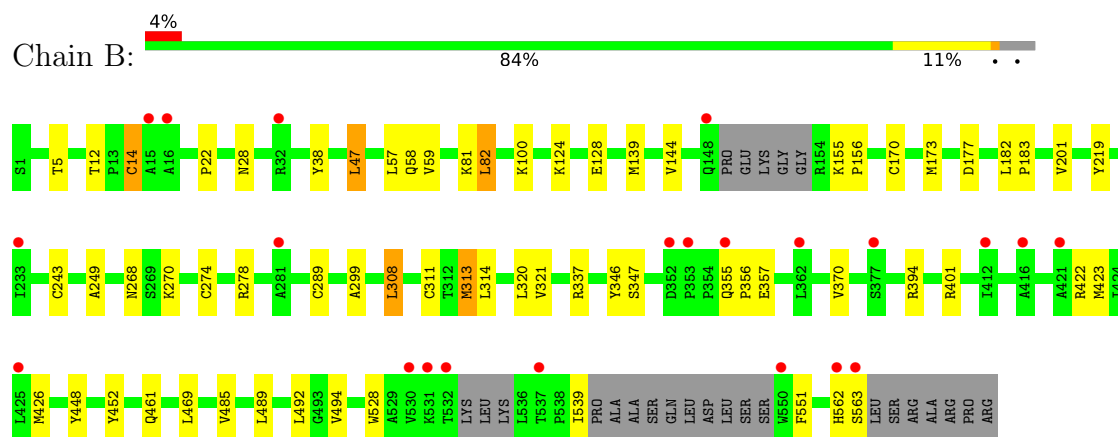 4%
Chain B:
84% 11% • •
S1 T5 T12 P13 C14 A15 A16 P22 N28 R32 Y38 L47 L57 Q58 V59 K81 L82 K100 K124 E128 M139 V144 Q148 PRO GLU LYS GLY GLY R154 K155 P156 C170 M173 D177 L182 P183 V201 Y219
I233 C243 A249 N268 S269 K270 C274 R278 A281 C289 A299 L308 C311 T312 M313 L314 L320 V321 R337 Y346 S347 D352 P353 P354 Q355 P356 E357 L362 V370 S377 R394 R401 I412 A416 A421 R422 M423 I424
L425 M426 Y448 Y452 Q461 L469 V485 L489 L492 G493 V494 W528 A529 V530 K531 T532 LYS LEU LYS L536 T537 P538 I539 PRO ALA ALA SER GLN LEU ASP LEU SER SER W550 F551 H562 S563 LEU SER ARG ALA ARG PRO ARG